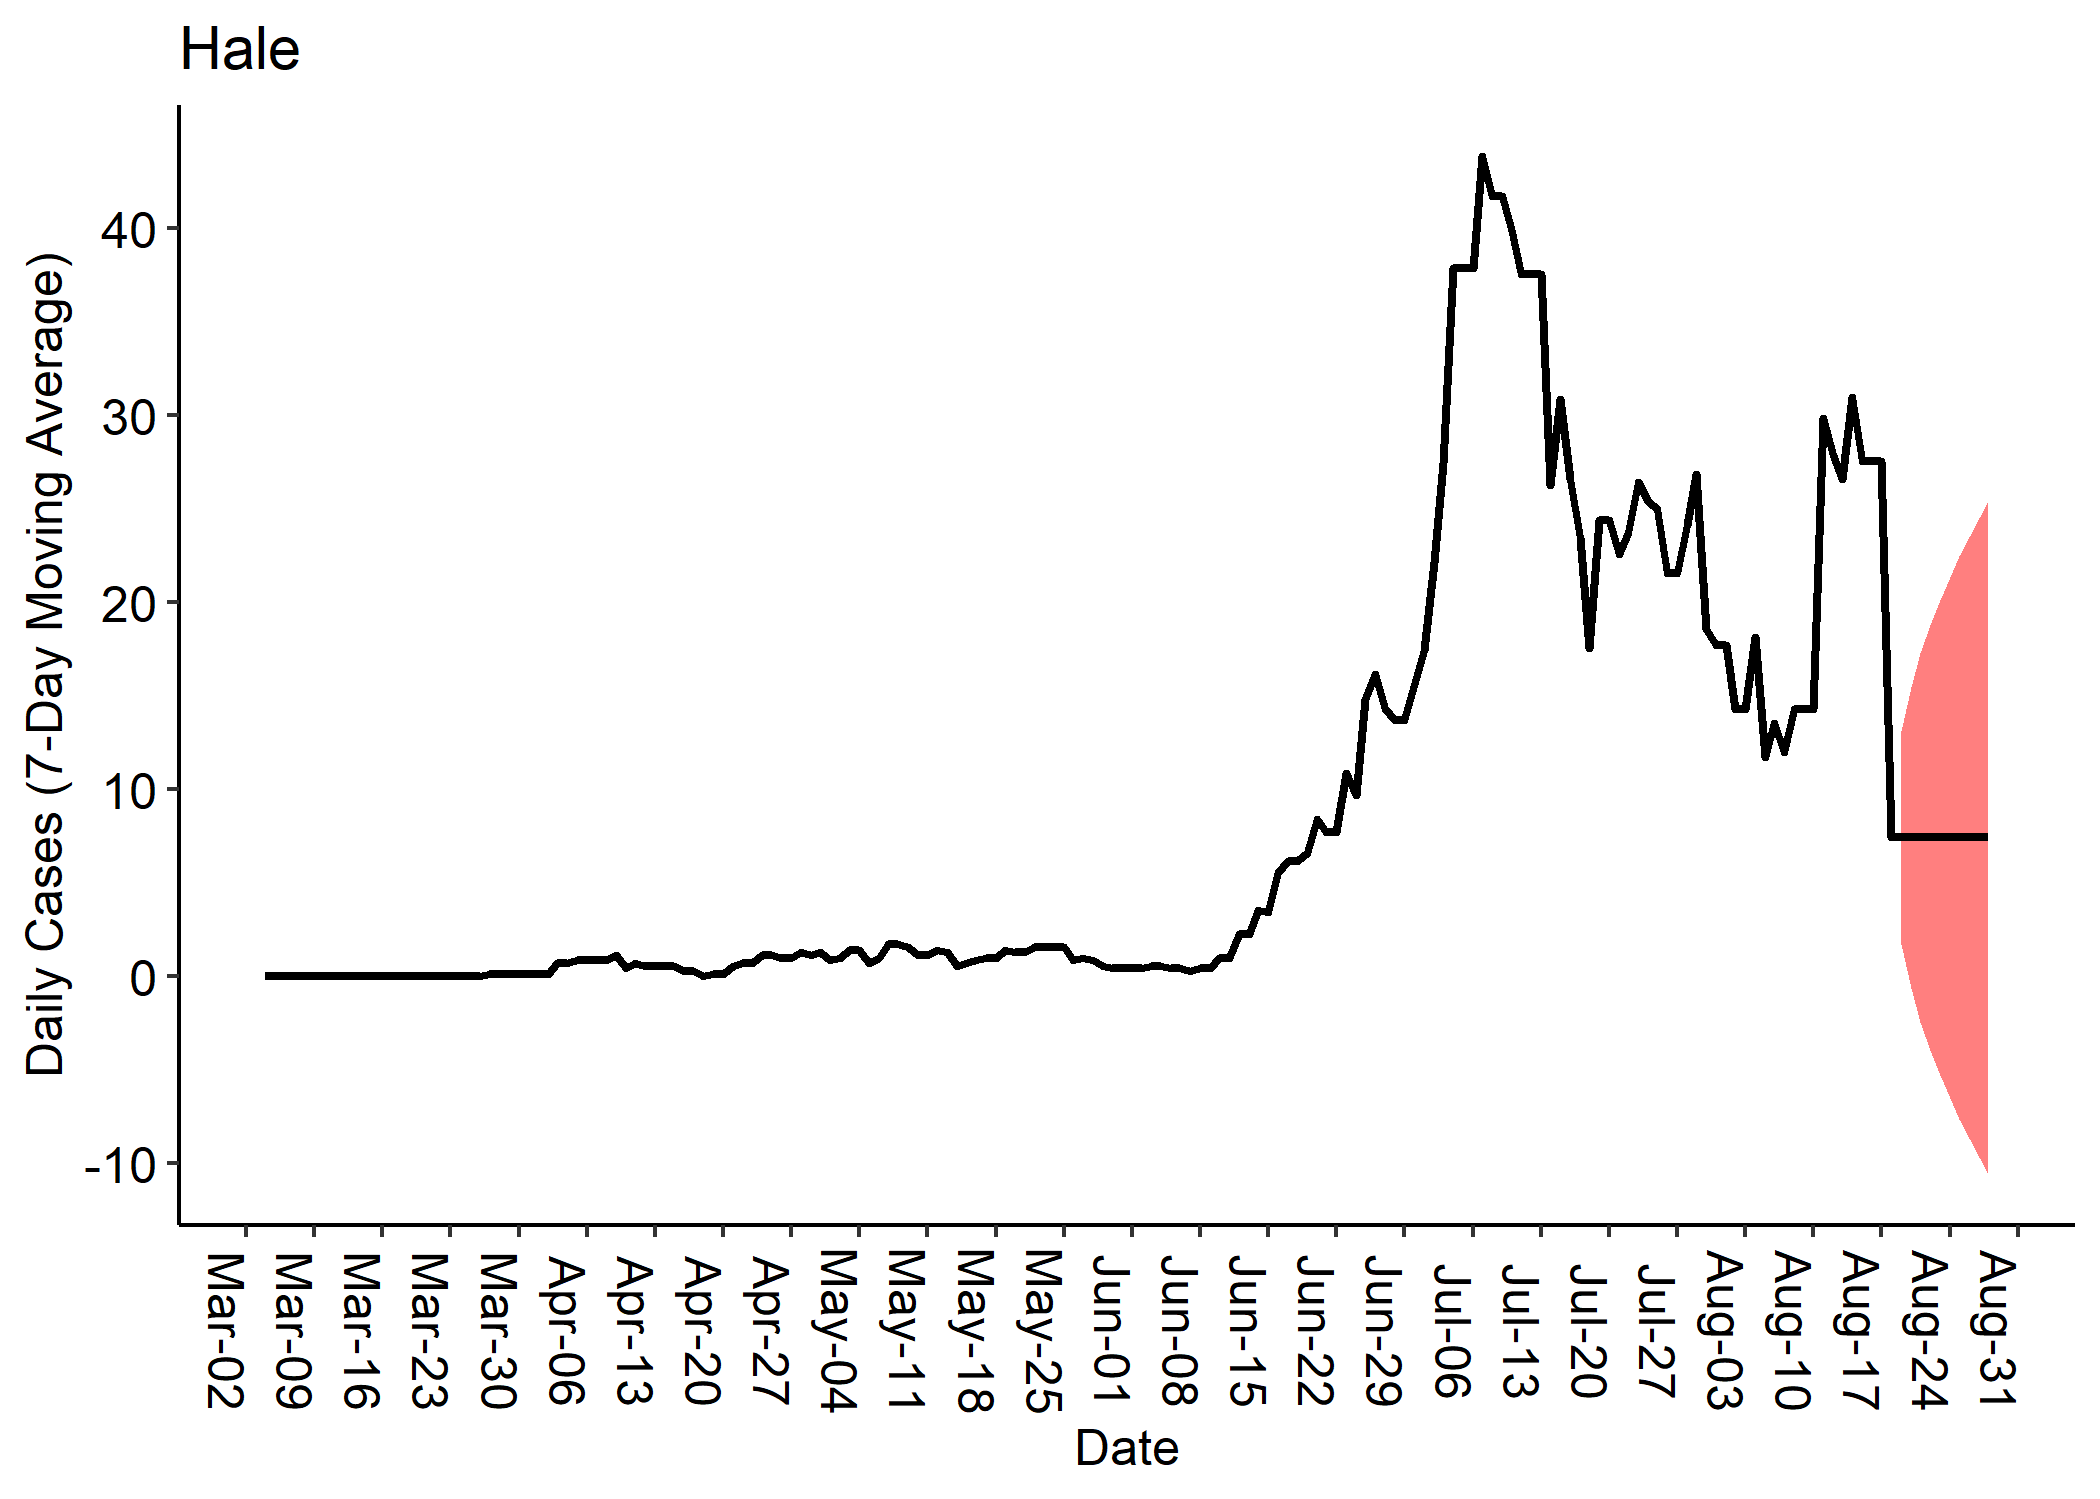 Hale
Daily Cases (7-Day Moving Average)
40
30
20
10
0
-10
Mar-02
Mar-09
Mar-16
Mar-23
Mar-30
Apr-06
Apr-13
Apr-20
Apr-27
May-04
May-11
May-18
May-25
Jun-01
Jun-08
Jun-15
Jun-22
Jun-29
Jul-06
Jul-13
Jul-20
Jul-27
Aug-03
Aug-10
Aug-17
Aug-24
Aug-31
Date